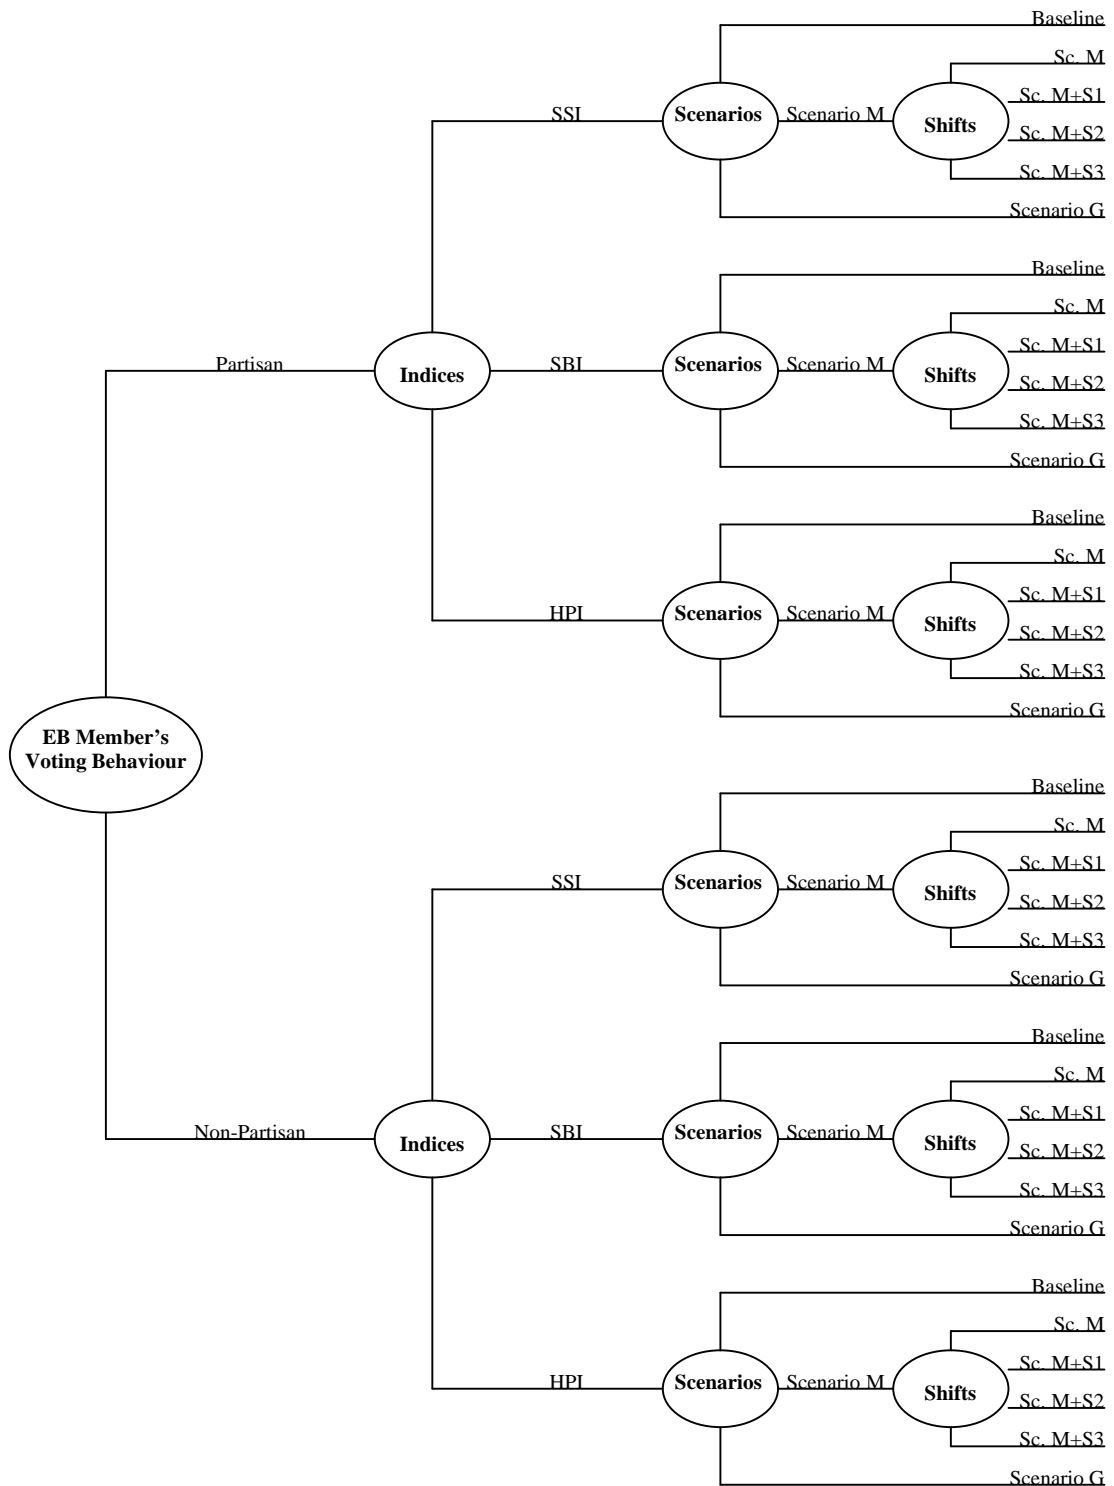 Baseline
Sc. M
SSI
Scenarios
Scenario M
Shifts
Sc. M+S1
Sc. M+S2
Sc. M+S3
Scenario G
Baseline
Sc. M
Partisan
Indices
SBI
Scenarios
Scenario M
Shifts
Sc. M+S1
Sc. M+S2
Sc. M+S3
Scenario G
Baseline
Sc. M
HPI
Scenarios
Scenario M
Shifts
Sc. M+S1
Sc. M+S2
Sc. M+S3
Scenario G
EB Member's
Voting Behaviour
Baseline
Sc. M
SSI
Scenarios
Scenario M
Shifts
Sc. M+S1
Sc. M+S2
Sc. M+S3
Scenario G
Baseline
Sc. M
Non-Partisan
Indices
SBI
Scenarios
Scenario M
Shifts
Sc. M+S1
Sc. M+S2
Sc. M+S3
Scenario G
Baseline
Sc. M
HPI
Scenarios
Scenario M
Shifts
Sc. M+S1
Sc. M+S2
Sc. M+S3
Scenario G